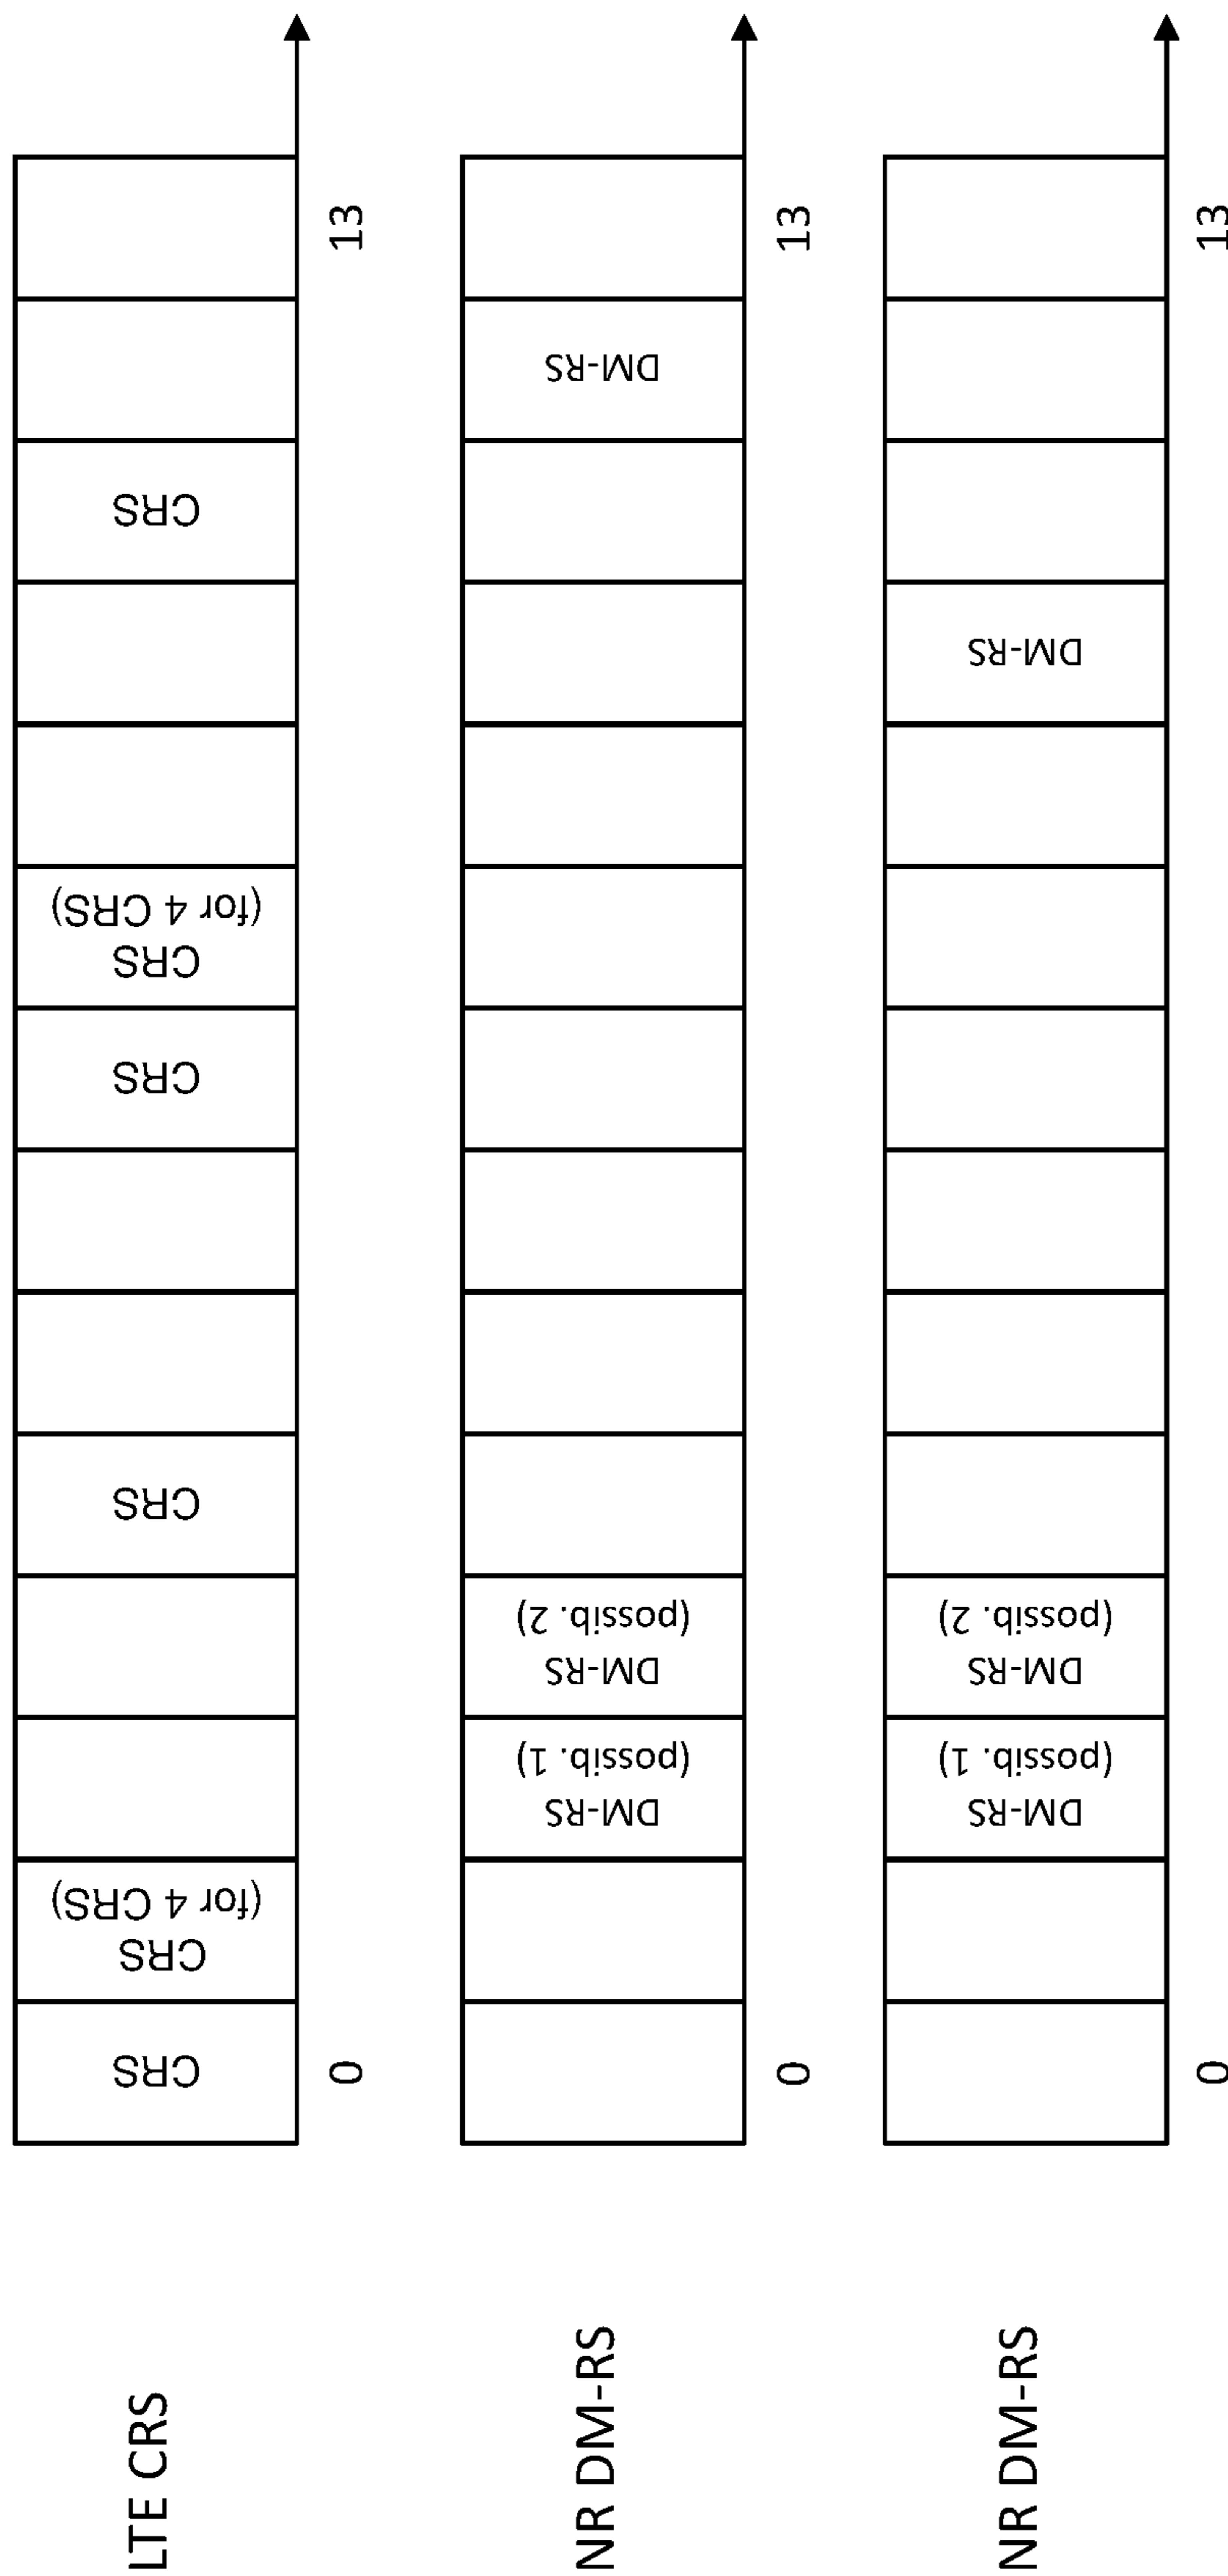 LTE CRS
CRS
CRS
(for 4 CRS)
CRS
CRS
CRS
(for 4 CRS)
CRS
0
13
NR DM-RS
DM-RS
(possib. 1)
DM-RS
(possib. 2)
DM-RS
0
13
NR DM-RS
DM-RS
(possib. 1)
DM-RS
(possib. 2)
DM-RS
0
13